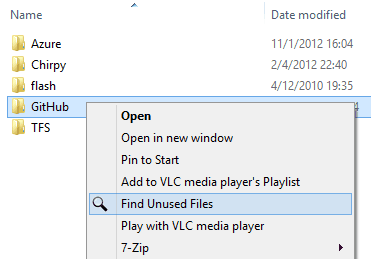 Name Date modified
Azure 11/1/2012 16:04
Chirpy 2/4/2012 22:40
flash 4/12/2010 19:35
GitHub 4
TFS
Open
Open in new window
Pin to Start
Add to VLC media player's Playlist
Find Unused Files
Play with VLC media player
7-Zip